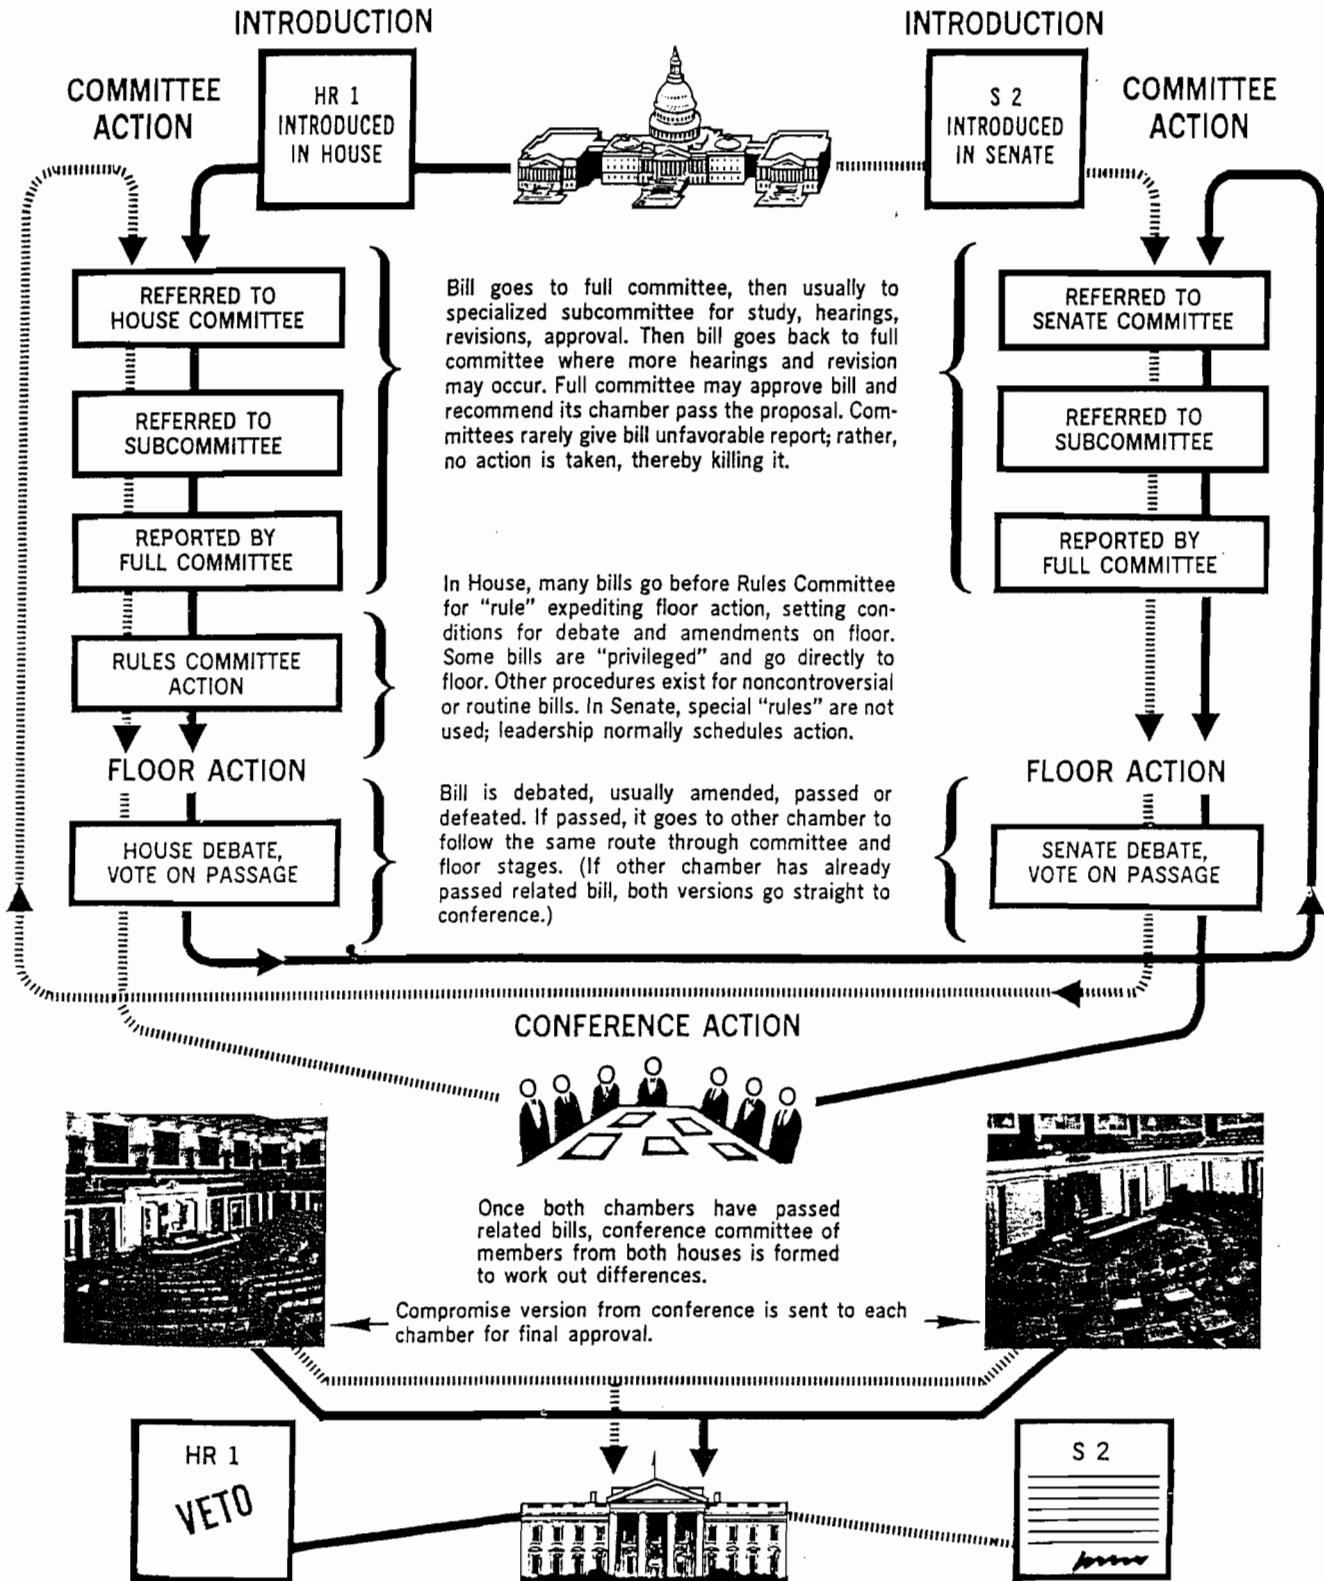 INTRODUCTION
INTRODUCTION
COMMITTEE
ACTION
HR 1
INTRODUCED
IN HOUSE
S 2
INTRODUCED
IN SENATE
COMMITTEE
ACTION
REFERRED TO
HOUSE COMMITTEE
REFERRED TO
SUBCOMMITTEE
REPORTED BY
FULL COMMITTEE
RULES COMMITTEE
ACTION
FLOOR ACTION
HOUSE DEBATE,
VOTE ON PASSAGE
Bill goes to full committee, then usually to
specialized subcommittee for study, hearings,
revisions, approval. Then bill goes back to full
committee where more hearings and revision
may occur. Full committee may approve bill and
recommend its chamber pass the proposal. Com-
mittees rarely give bill unfavorable report; rather,
no action is taken, thereby killing it.
In House, many bills go before Rules Committee
for "rule" expediting floor action, setting con-
ditions for debate and amendments on floor.
Some bills are "privileged" and go directly to
floor. Other procedures exist for noncontroversial
or routine bills. In Senate, special "rules" are not
used; leadership normally schedules action.
Bill is debated, usually amended, passed or
defeated. If passed, it goes to other chamber to
follow the same route through committee and
floor stages. (If other chamber has already
passed related bill, both versions go straight to
conference.)
REFERRED TO
SENATE COMMITTEE
REFERRED TO
SUBCOMMITTEE
REPORTED BY
FULL COMMITTEE
FLOOR ACTION
SENATE DEBATE,
VOTE ON PASSAGE
CONFERENCE ACTION
Once both chambers have passed
related bills, conference committee of
members from both houses is formed
to work out differences.
Compromise version from conference is sent to each
chamber for final approval.
HR 1
VETO
S 2